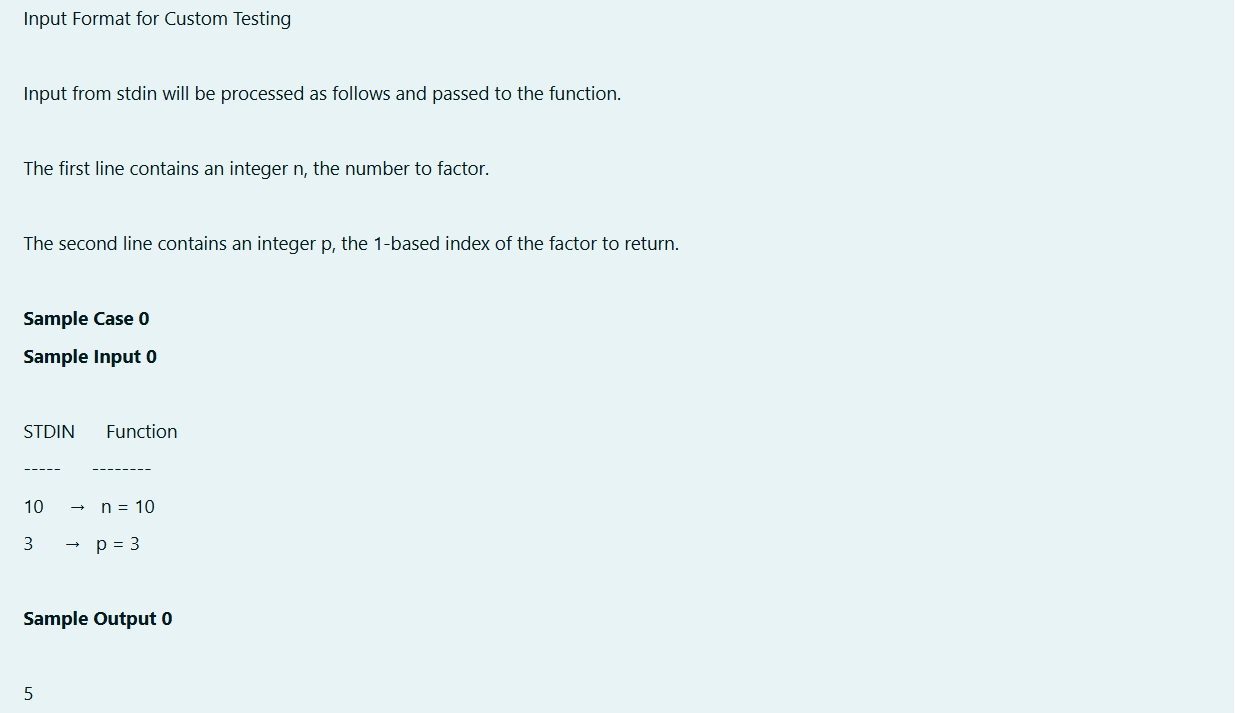 Input Format for Custom Testing
Input from stdin will be processed as follows and passed to the function.
The first line contains an integer n, the number to factor.
The second line contains an integer p, the 1-based index of the factor to return.
Sample Case 0
Sample Input 0
STDIN Function
----- --------
10 → n = 10
3 → p = 3
Sample Output 0
5